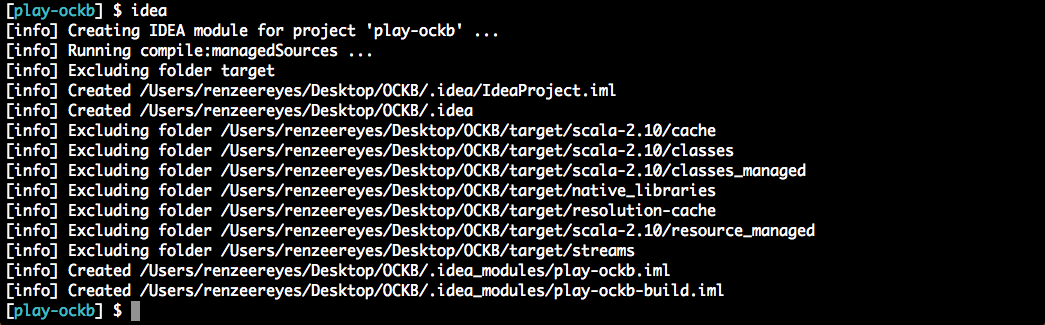 [play-ockb] $ idea
[info] Creating IDEA module for project 'play-ockb' ...
[info] Running compile:managedSources ...
[info] Excluding folder target
[info] Created /Users/renzeereyes/Desktop/OCKB/.idea/IdeaProject.iml
[info] Created /Users/renzeereyes/Desktop/OCKB/.idea
[info] Excluding folder /Users/renzeereyes/Desktop/OCKB/target/scala-2.10/cache
[info] Excluding folder /Users/renzeereyes/Desktop/OCKB/target/scala-2.10/classes
[info] Excluding folder /Users/renzeereyes/Desktop/OCKB/target/scala-2.10/classes_managed
[info] Excluding folder /Users/renzeereyes/Desktop/OCKB/target/native_libraries
[info] Excluding folder /Users/renzeereyes/Desktop/OCKB/target/resolution-cache
[info] Excluding folder /Users/renzeereyes/Desktop/OCKB/target/scala-2.10/resource_managed
[info] Excluding folder /Users/renzeereyes/Desktop/OCKB/target/streams
[info] Created /Users/renzeereyes/Desktop/OCKB/.idea_modules/play-ockb.iml
[info] Created /Users/renzeereyes/Desktop/OCKB/.idea_modules/play-ockb-build.iml
[play-ockb] $